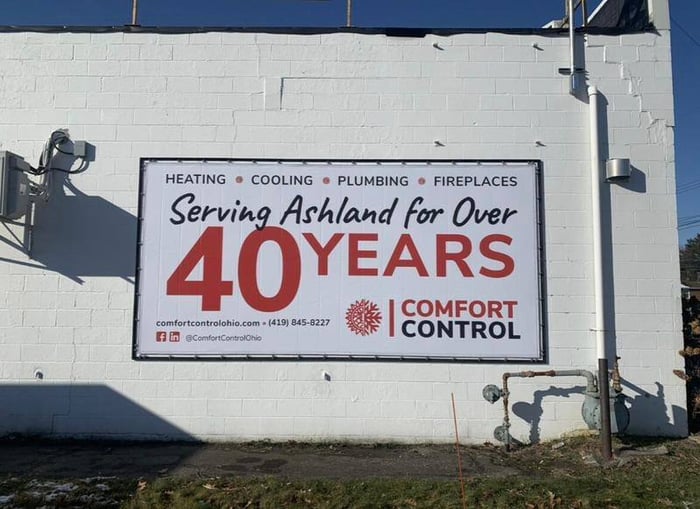 HEATING • COOLING • PLUMBING • FIREPLACES
Serving Ashland for Over
40 YEARS
comfortcontrolohio.com • (419) 845-8227
@ComfortControlOhio
COMFORT
CONTROL